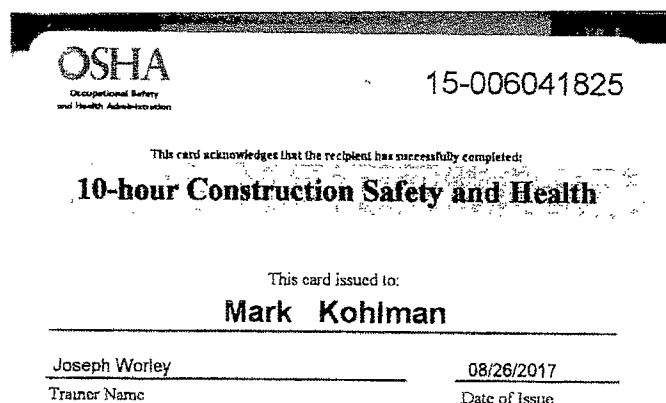 OSHA
15-006041825
Occupational Safety
and Health Administration
This card acknowledges that the recipient has successfully completed:
10-hour Construction Safety and Health
This card issued to:
Mark Kohlman
Joseph Worley
08/26/2017
Trainer Name
Date of Issue